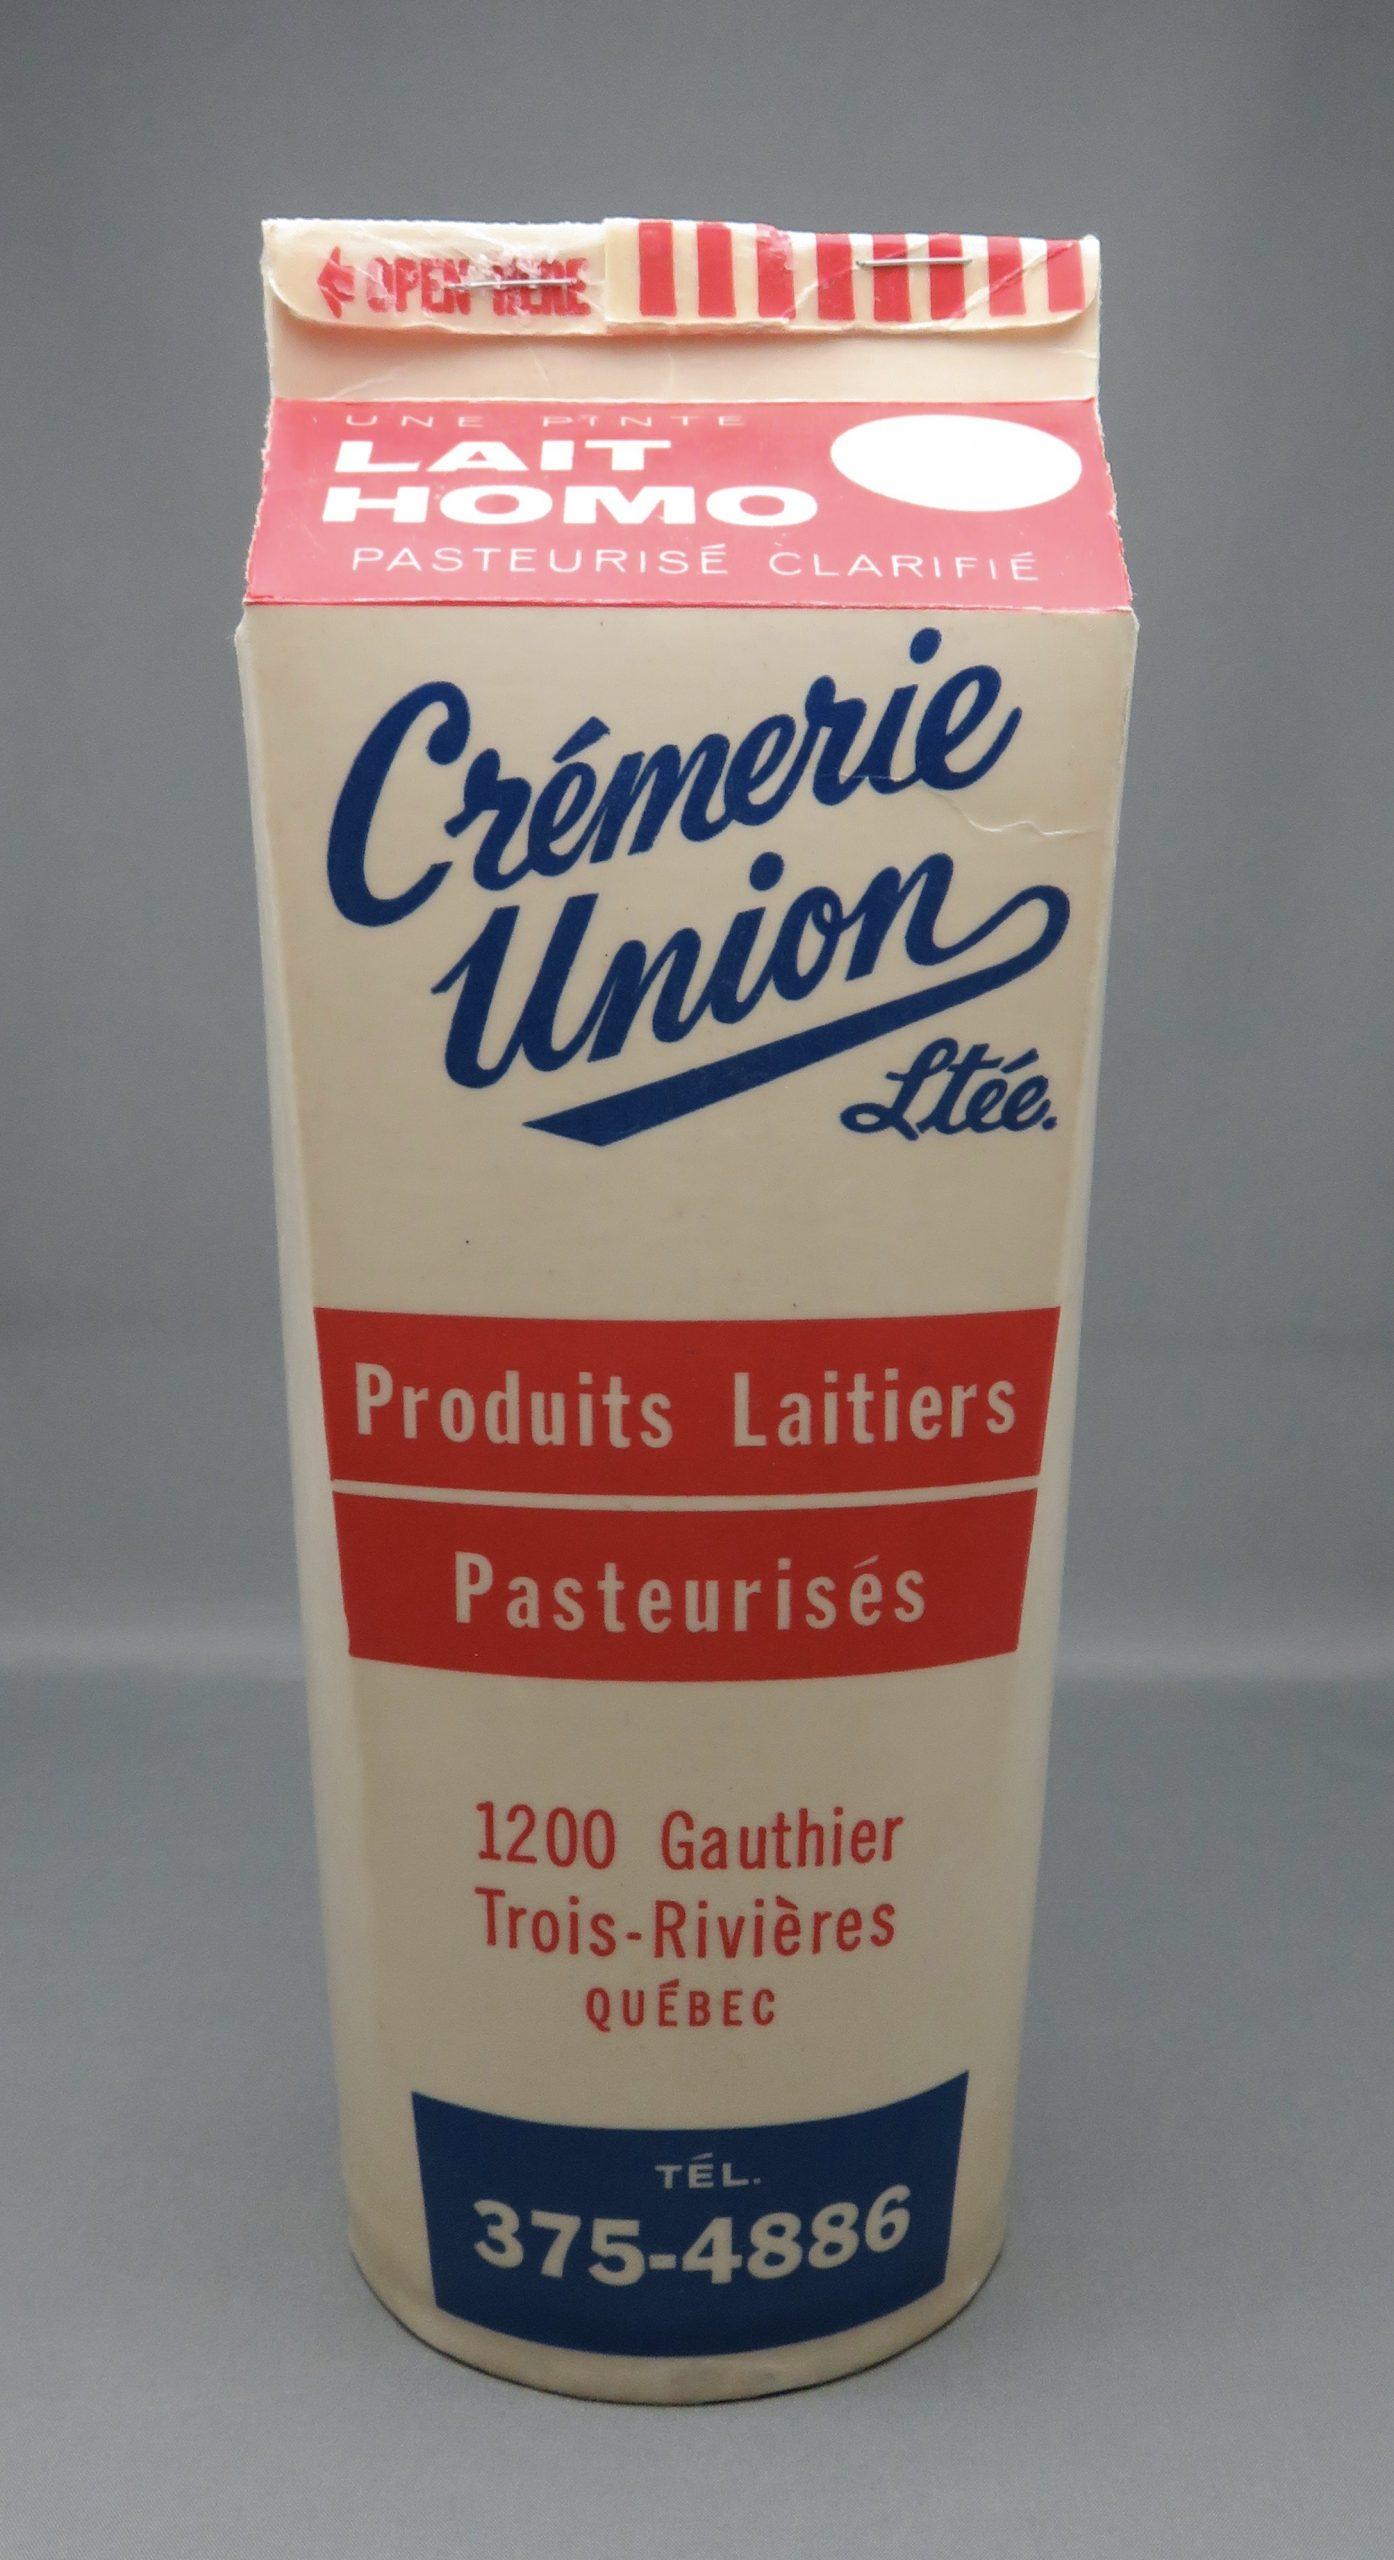 OPEN HERE
UNE PINTE
LAIT
HOMO
PASTEURISÉ CLARIFIÉ
Crémerie
Union
Ltée.
Produits Laitiers
Pasteurisés
1200 Gauthier
Trois-Rivières
QUÉBEC
TÉL.
375-4886